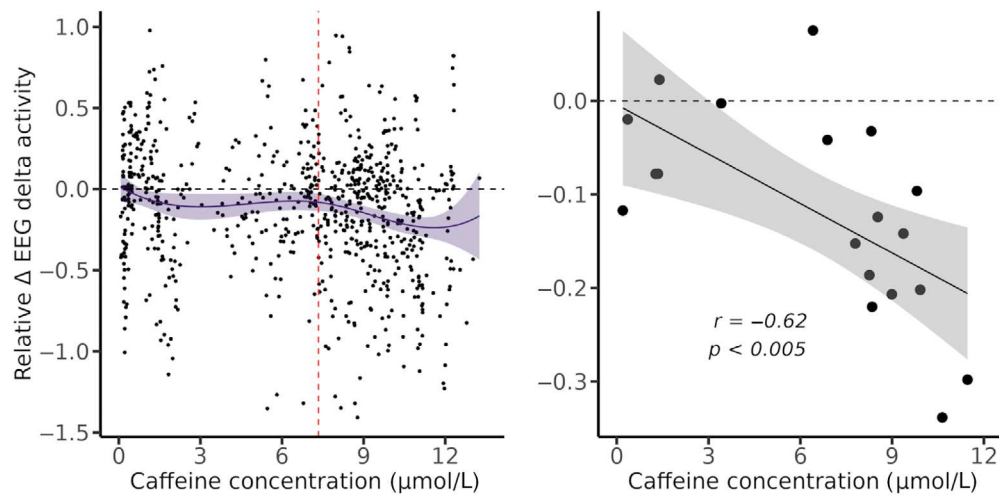 Relative Δ EEG delta activity
1.0
0.5
0.0
−0.5
−1.0
−1.5
0 3 6 9 12
Caffeine concentration (µmol/L)
0.0
−0.1
−0.2
−0.3
r = −0.62
p < 0.005
0 3 6 9 12
Caffeine concentration (µmol/L)